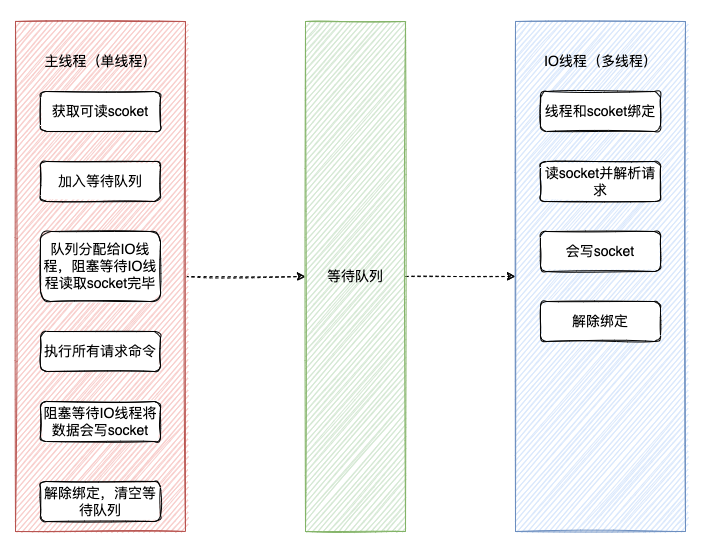 主线程（单线程）
获取可读scoket
加入等待队列
队列分配给IO线
程，阻塞等待IO线
程读取socket完毕
执行所有请求命令
阻塞等待IO线程将
数据会写socket
解除绑定，清空等
待队列
等待队列
IO线程（多线程）
线程和scoket绑定
读socket并解析请
求
会写socket
解除绑定